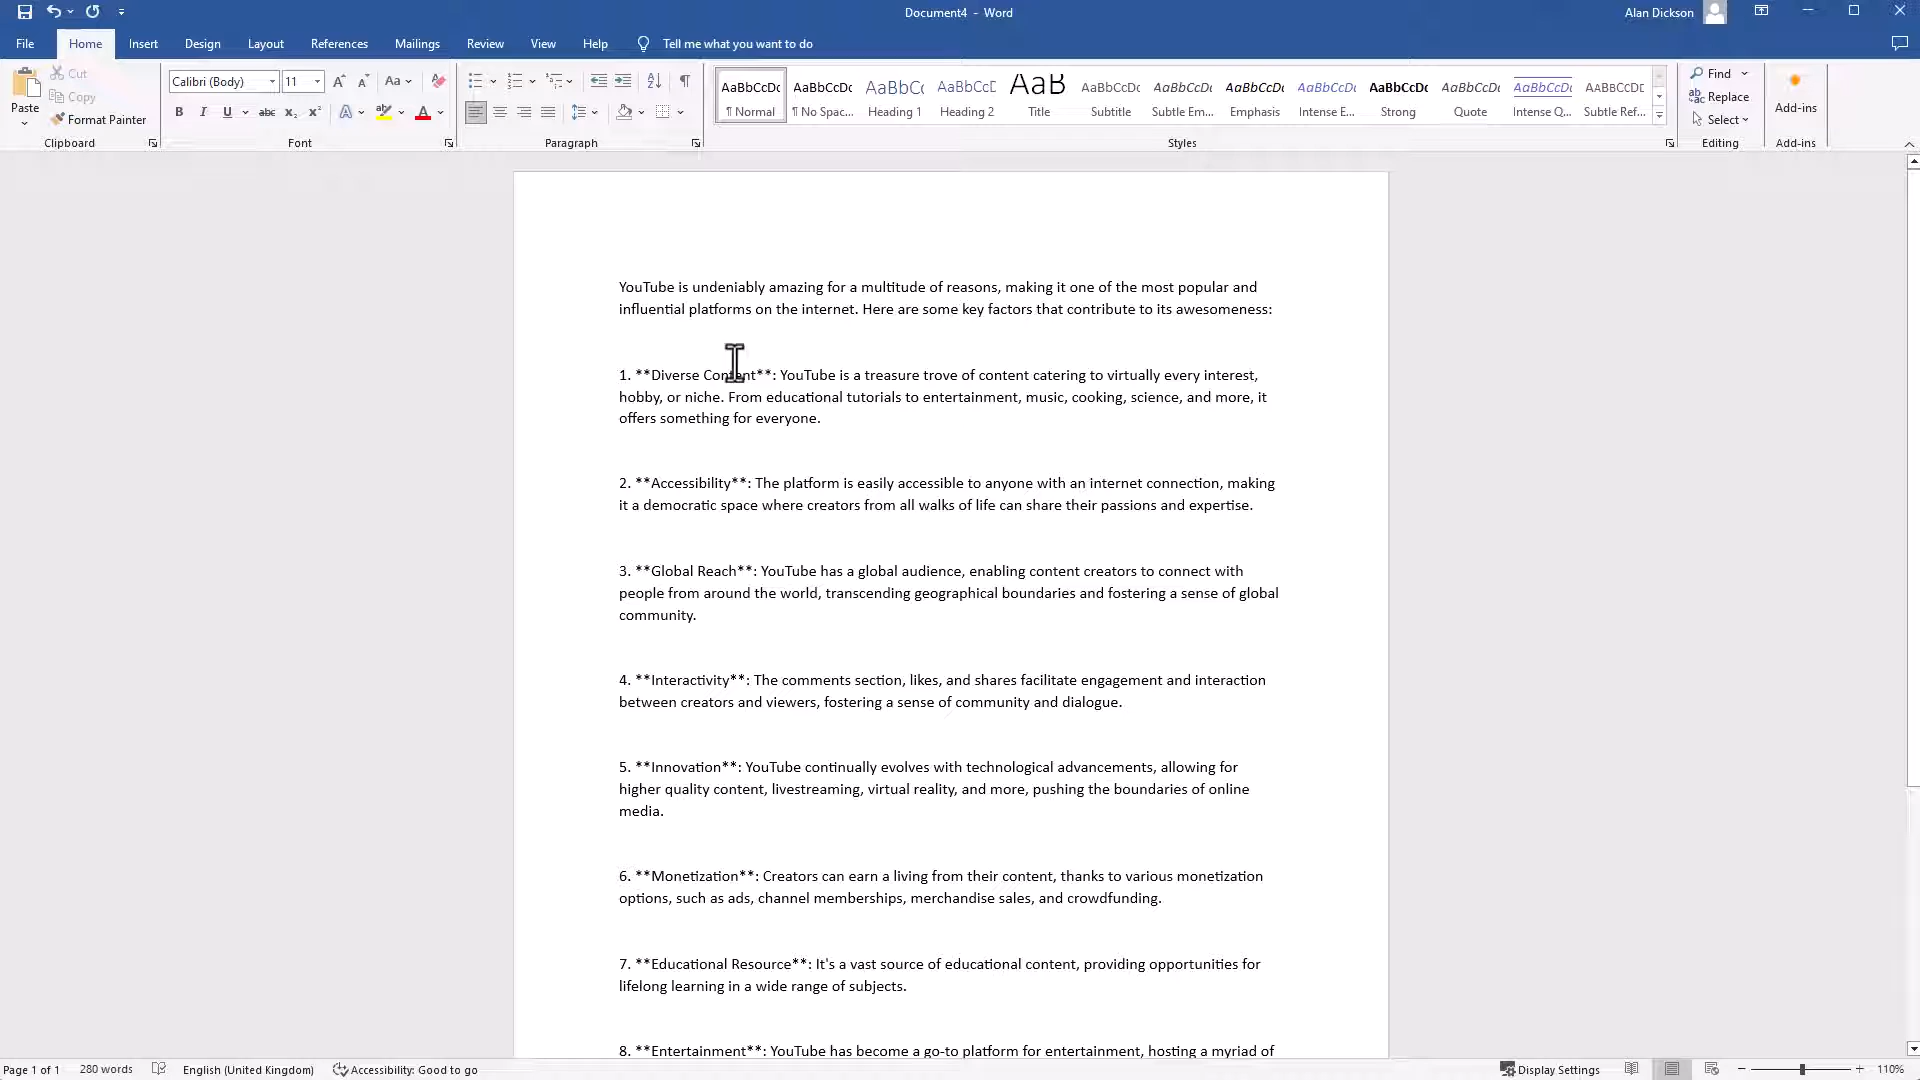 Document4 - Word
Alan Dickson
File Home Insert Design Layout References Mailings Review View Help Tell me what you want to do
Paste
Cut
Copy
Format Painter
Clipboard
Calibri (Body) 11
Font
Paragraph
AaBbCcDc AaBbCcDc AaBbCc AaBbCcD AaB AaBbCcDc AaBbCcDc AaBbCcDc AaBbCcDc AaBbCcDc AaBbCcDc AaBbCcDc AaBbCcDc
¶ Normal ¶ No Spac... Heading 1 Heading 2 Title Subtitle Subtle Em... Emphasis Intense E... Strong Quote Intense Q... Subtle Ref...
Styles
Find
Replace
Select
Editing
Add-ins
Add-ins
YouTube is undeniably amazing for a multitude of reasons, making it one of the most popular and
influential platforms on the internet. Here are some key factors that contribute to its awesomeness:
1. **Diverse Content**: YouTube is a treasure trove of content catering to virtually every interest,
hobby, or niche. From educational tutorials to entertainment, music, cooking, science, and more, it
offers something for everyone.
2. **Accessibility**: The platform is easily accessible to anyone with an internet connection, making
it a democratic space where creators from all walks of life can share their passions and expertise.
3. **Global Reach**: YouTube has a global audience, enabling content creators to connect with
people from around the world, transcending geographical boundaries and fostering a sense of global
community.
4. **Interactivity**: The comments section, likes, and shares facilitate engagement and interaction
between creators and viewers, fostering a sense of community and dialogue.
5. **Innovation**: YouTube continually evolves with technological advancements, allowing for
higher quality content, livestreaming, virtual reality, and more, pushing the boundaries of online
media.
6. **Monetization**: Creators can earn a living from their content, thanks to various monetization
options, such as ads, channel memberships, merchandise sales, and crowdfunding.
7. **Educational Resource**: It's a vast source of educational content, providing opportunities for
lifelong learning in a wide range of subjects.
8. **Entertainment**: YouTube has become a go-to platform for entertainment, hosting a myriad of
Page 1 of 1 280 words English (United Kingdom) Accessibility: Good to go Display Settings 110%